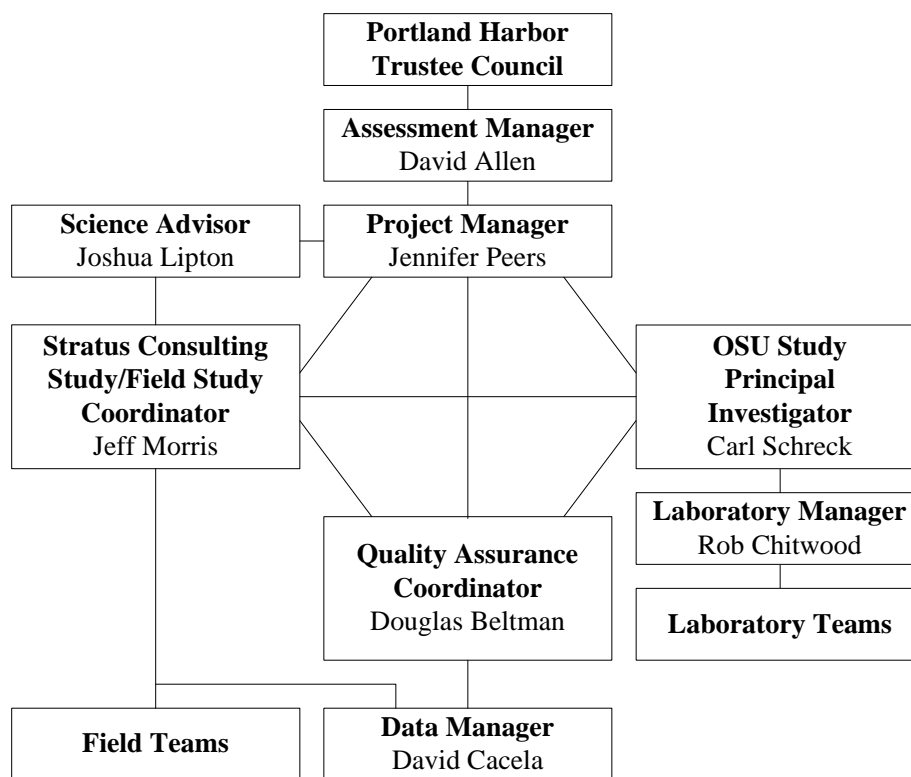 Portland Harbor
Trustee Council
Assessment Manager
David Allen
Science Advisor
Joshua Lipton
Project Manager
Jennifer Peers
Stratus Consulting
Study/Field Study
Coordinator
Jeff Morris
OSU Study
Principal
Investigator
Carl Schreck
Laboratory Manager
Rob Chitwood
Quality Assurance
Coordinator
Douglas Beltman
Laboratory Teams
Field Teams
Data Manager
David Cacela